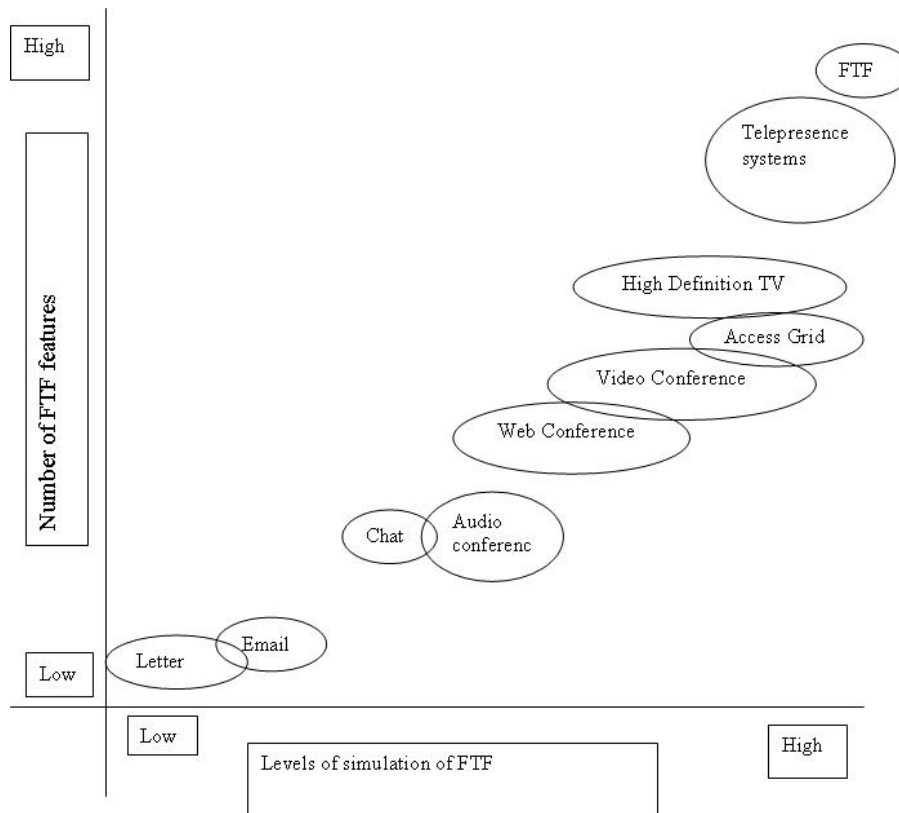 High
FTF
Telepresence
systems
High Definition TV
Access Grid
Video Conference
Web Conference
Number of FTF features
Chat
Audio
conferenc
Email
Letter
Low
Low
High
Levels of simulation of FTF